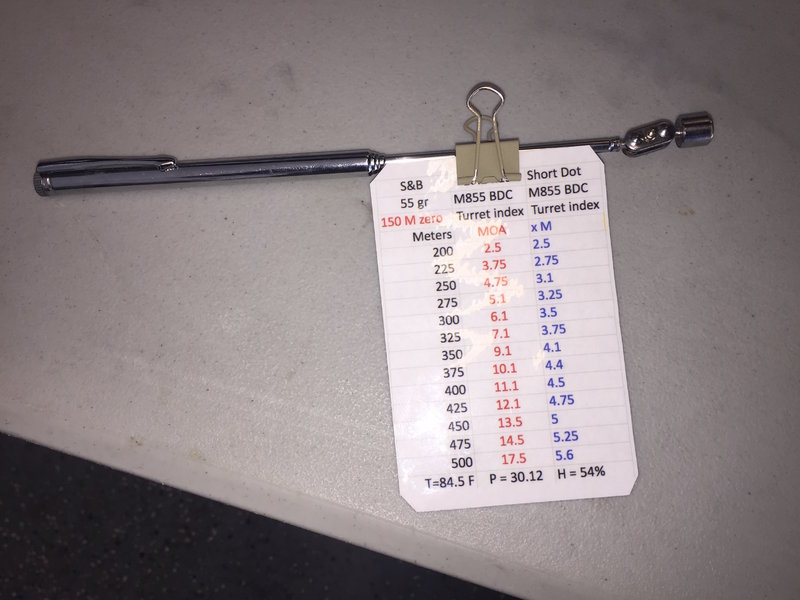 S&B Short Dot
55 gr M855 BDC M855 BDC
150 M zero Turret index Turret index
Meters MOA x M
200 2.5 2.5
225 3.75 2.75
250 4.75 3.1
275 5.1 3.25
300 6.1 3.5
325 7.1 3.75
350 9.1 4.1
375 10.1 4.4
400 11.1 4.5
425 12.1 4.75
450 13.5 5
475 14.5 5.25
500 17.5 5.6
T=84.5 F P = 30.12 H = 54%